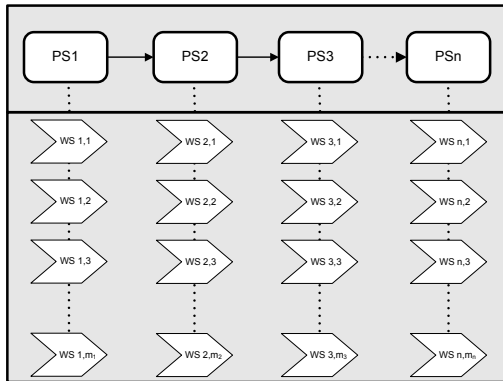 PS1 PS2 PS3 PSn
WS 1,1 WS 2,1 WS 3,1 WS n,1
WS 1,2 WS 2,2 WS 3,2 WS n,2
WS 1,3 WS 2,3 WS 3,3 WS n,3
WS 1,m₁ WS 2,m₂ WS 3,m₃ WS n,mₙ